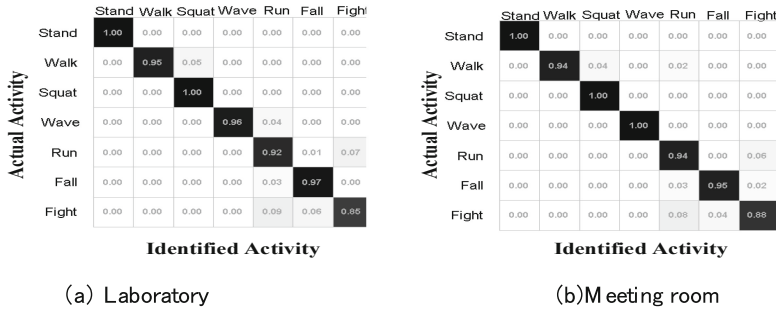 Stand Walk Squat Wave Run Fall Fight
Stand 1.00 0.00 0.00 0.00 0.00 0.00 0.00
Walk 0.00 0.95 0.05 0.00 0.00 0.00 0.00
Squat 0.00 0.00 1.00 0.00 0.00 0.00 0.00
Wave 0.00 0.00 0.00 0.96 0.04 0.00 0.00
Run 0.00 0.00 0.00 0.00 0.92 0.01 0.07
Fall 0.00 0.00 0.00 0.00 0.03 0.97 0.00
Fight 0.00 0.00 0.00 0.00 0.09 0.06 0.85
Actual Activity
Identified Activity
(a) Laboratory
Stand Walk Squat Wave Run Fall Fight
Stand 1.00 0.00 0.00 0.00 0.00 0.00 0.00
Walk 0.00 0.94 0.04 0.00 0.02 0.00 0.00
Squat 0.00 0.00 1.00 0.00 0.00 0.00 0.00
Wave 0.00 0.00 0.00 1.00 0.00 0.00 0.00
Run 0.00 0.00 0.00 0.00 0.94 0.00 0.06
Fall 0.00 0.00 0.00 0.00 0.03 0.95 0.02
Fight 0.00 0.00 0.00 0.00 0.08 0.04 0.88
Actual Activity
Identified Activity
(b)Meeting room